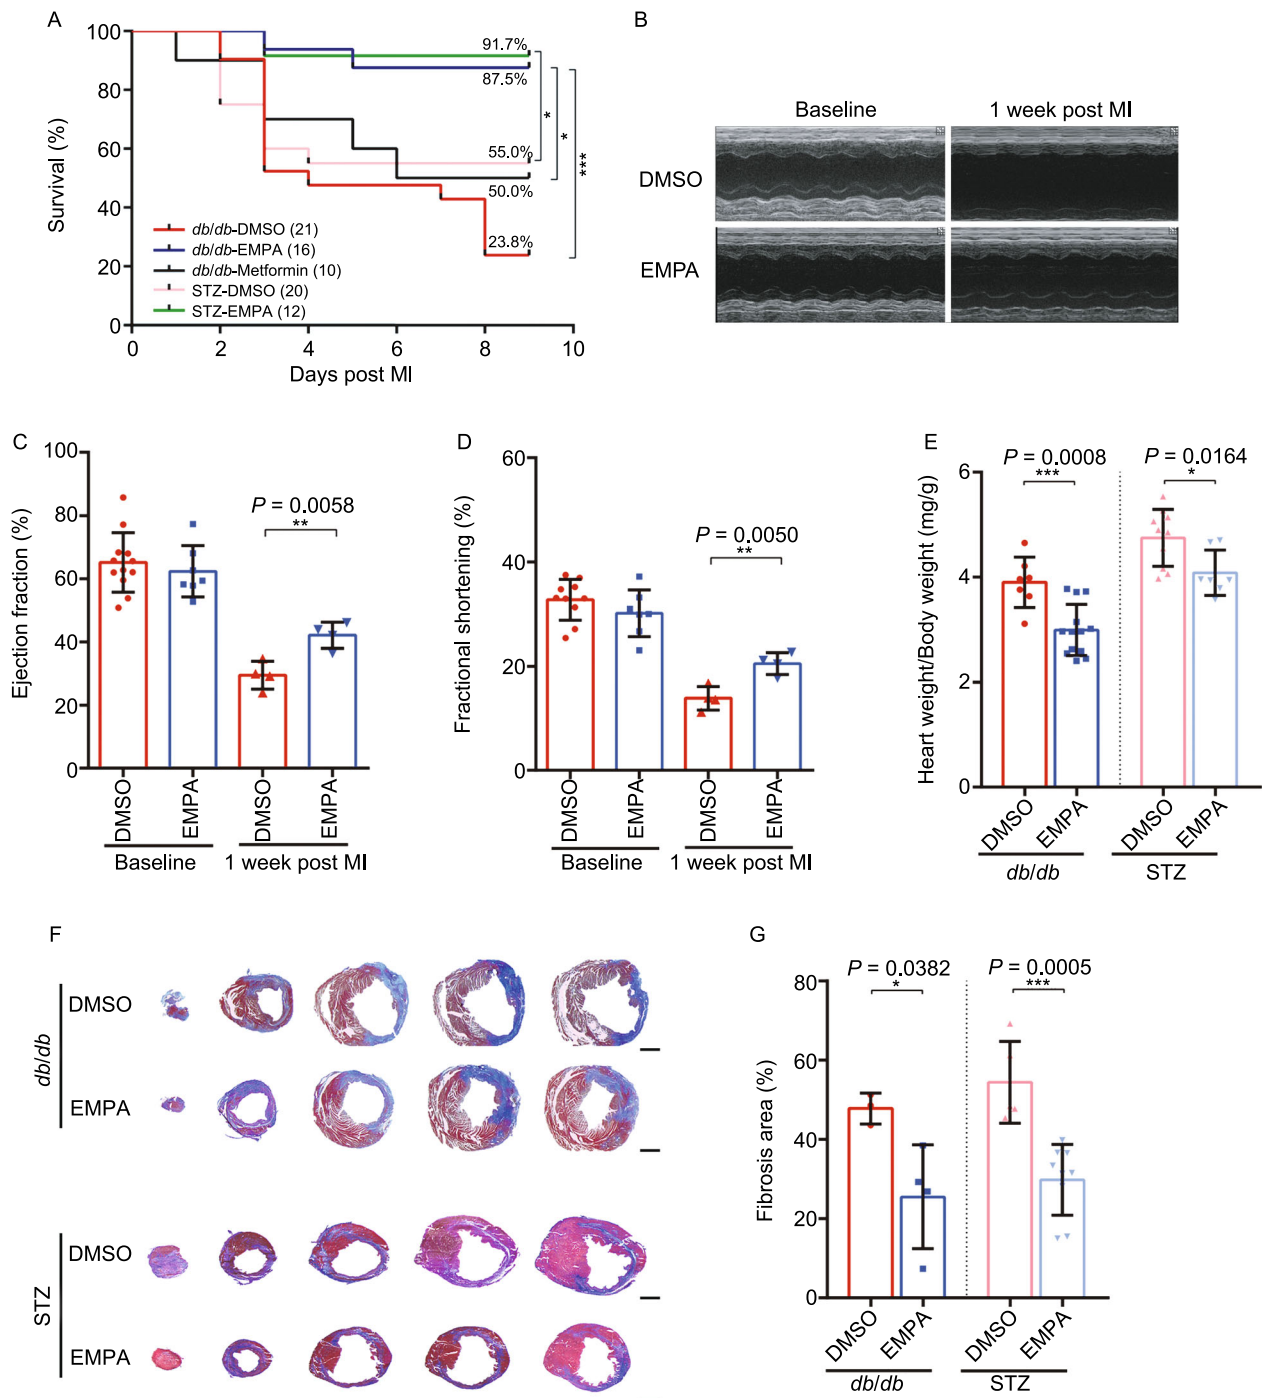 A
100
80
60
40
20
0
Survival (%)
0 2 4 6 8 10
Days post MI
91.7%
87.5%
55.0%
50.0%
23.8%
*
*
***
db/db-DMSO (21)
db/db-EMPA (16)
db/db-Metformin (10)
STZ-DMSO (20)
STZ-EMPA (12)
B
Baseline 1 week post MI
DMSO
EMPA
C
Ejection fraction (%)
100
80
60
40
20
0
P = 0.0058
**
DMSO EMPA DMSO EMPA
Baseline 1 week post MI
D
Fractional shortening (%)
60
40
20
0
P = 0.0050
**
DMSO EMPA DMSO EMPA
Baseline 1 week post MI
E
Heart weight/Body weight (mg/g)
6
4
2
0
P = 0.0008 P = 0.0164
*** *
DMSO EMPA DMSO EMPA
db/db STZ
F
db/db
DMSO
EMPA
STZ
DMSO
EMPA
G
Fibrosis area (%)
80
60
40
20
0
P = 0.0382 P = 0.0005
* ***
DMSO EMPA DMSO EMPA
db/db STZ